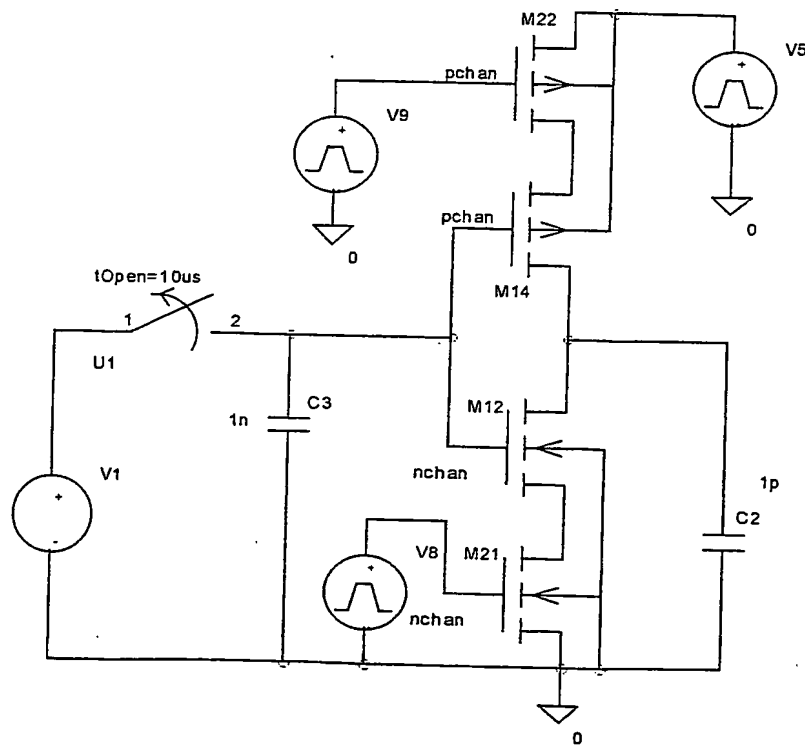 M22
V5
pchan
V9
0
0
pchan
M14
tOpen=10us
1
2
U1
C3
1n
M12
nchan
V1
1p
C2
V8
M21
nchan
0